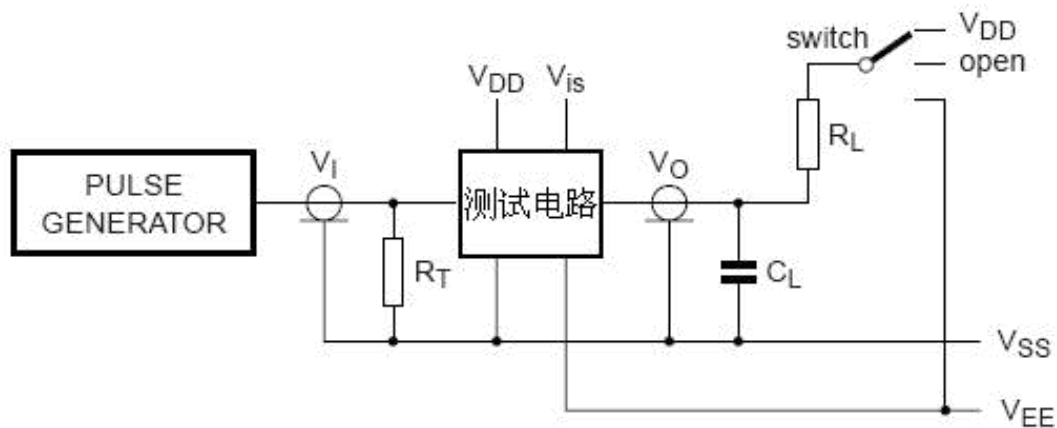 switch
VDD
open
VDD
Vis
RL
PULSE
GENERATOR
VI
测试电路
VO
RT
CL
VSS
VEE